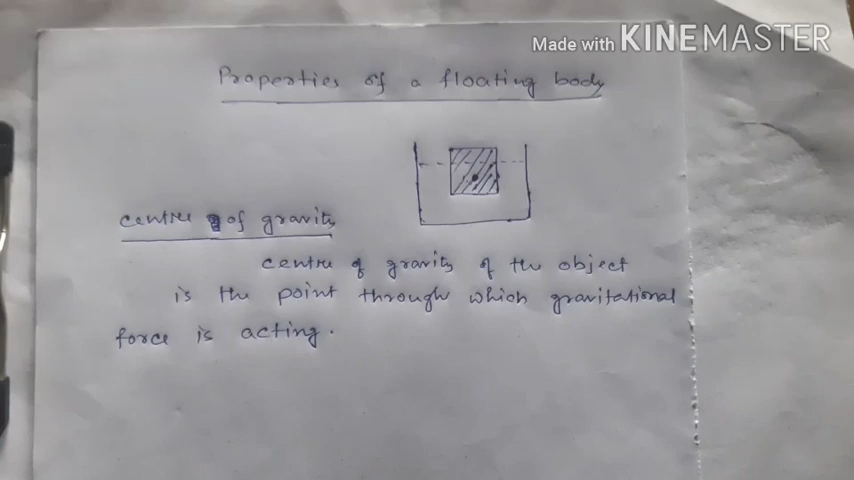 Made with KINEMASTER
Properties of a floating body
centre of gravity
centre of gravity of the object
is the point through which gravitational
force is acting.